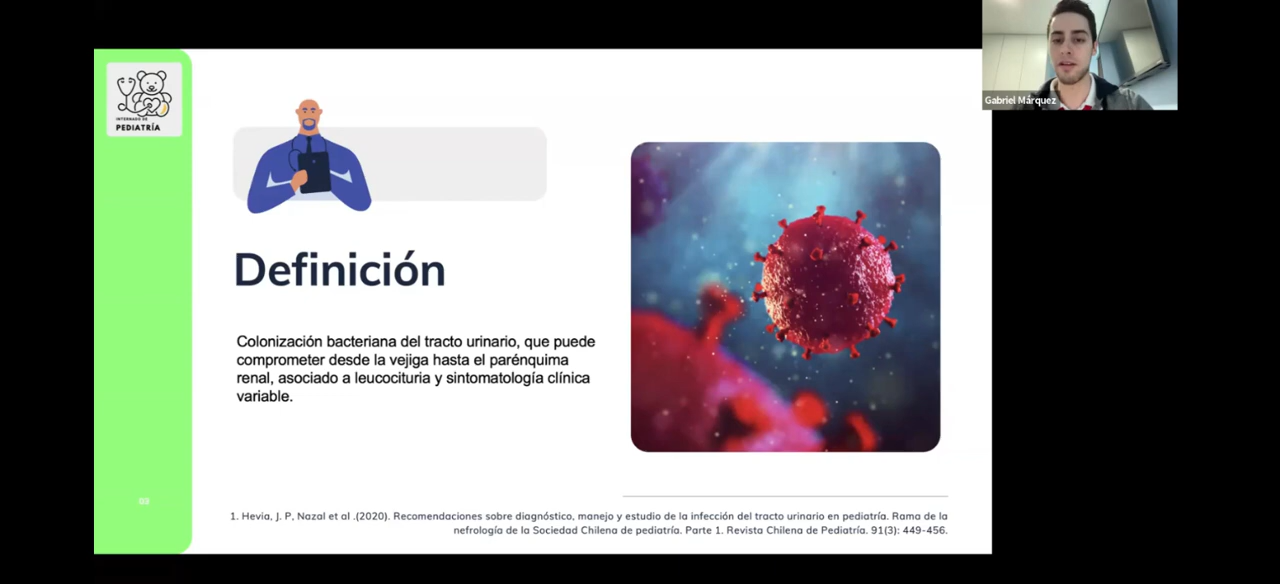 Gabriel Márquez
INTERNADO DE
PEDIATRÍA
Definición
Colonización bacteriana del tracto urinario, que puede
comprometer desde la vejiga hasta el parénquima
renal, asociado a leucocituria y sintomatología clínica
variable.
1. Hevia, J. P, Nazal et al .(2020). Recomendaciones sobre diagnóstico, manejo y estudio de la infección del tracto urinario en pediatría. Rama de la
nefrología de la Sociedad Chilena de pediatría. Parte 1. Revista Chilena de Pediatría. 91(3): 449-456.